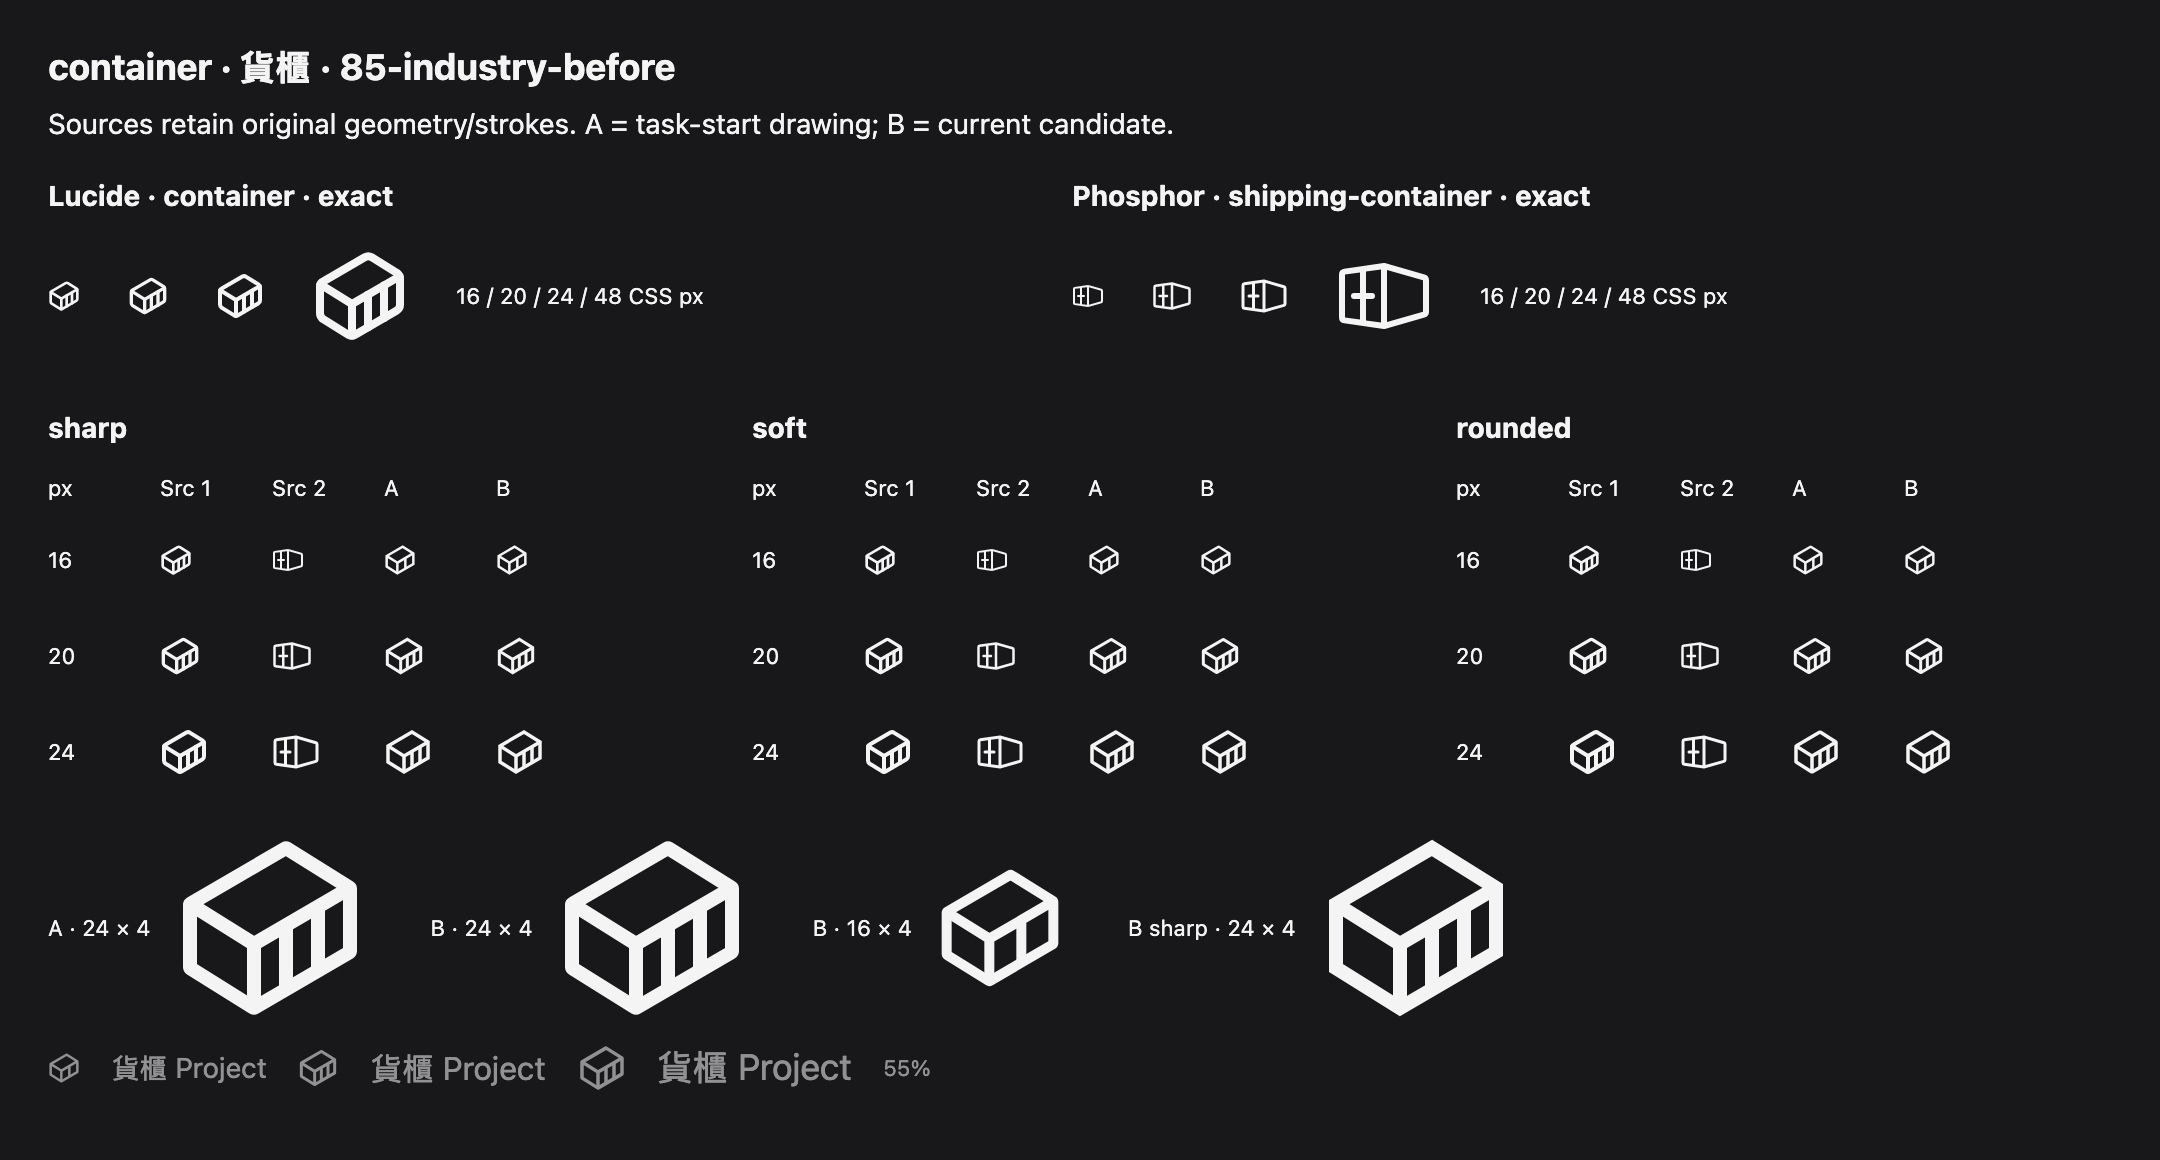 container · 貨櫃 · 85-industry-before
Sources retain original geometry/strokes. A = task-start drawing; B = current candidate.
Lucide · container · exact
Phosphor · shipping-container · exact
16 / 20 / 24 / 48 CSS px
16 / 20 / 24 / 48 CSS px
sharp
px Src 1 Src 2 A B
16
20
24
soft
px Src 1 Src 2 A B
16
20
24
rounded
px Src 1 Src 2 A B
16
20
24
A · 24 × 4
B · 24 × 4
B · 16 × 4
B sharp · 24 × 4
貨櫃 Project
貨櫃 Project
貨櫃 Project
55%